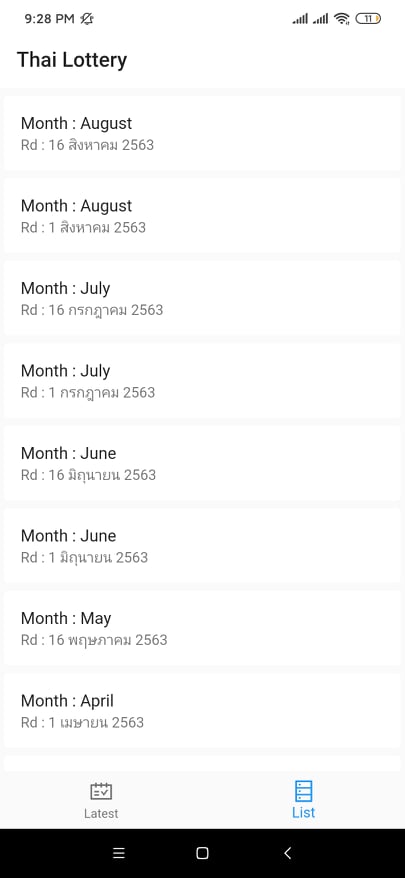 9:28 PM
11
Thai Lottery
Month : August
Rd : 16 สิงหาคม 2563
Month : August
Rd : 1 สิงหาคม 2563
Month : July
Rd : 16 กรกฎาคม 2563
Month : July
Rd : 1 กรกฎาคม 2563
Month : June
Rd : 16 มิถุนายน 2563
Month : June
Rd : 1 มิถุนายน 2563
Month : May
Rd : 16 พฤษภาคม 2563
Month : April
Rd : 1 เมษายน 2563
Latest
List